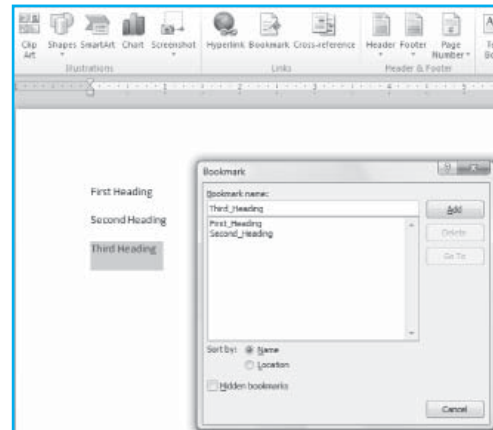 Clip Shapes SmartArt Chart Screenshot Hyperlink Bookmark Cross-reference Header Footer Page
Art Number
Illustrations Links Header & Footer
First Heading
Second Heading
Third Heading
Bookmark
Bookmark name:
Third_Heading Add
First_Heading Delete
Second_Heading
Go To
Sort by: Name
Location
Hidden bookmarks
Cancel